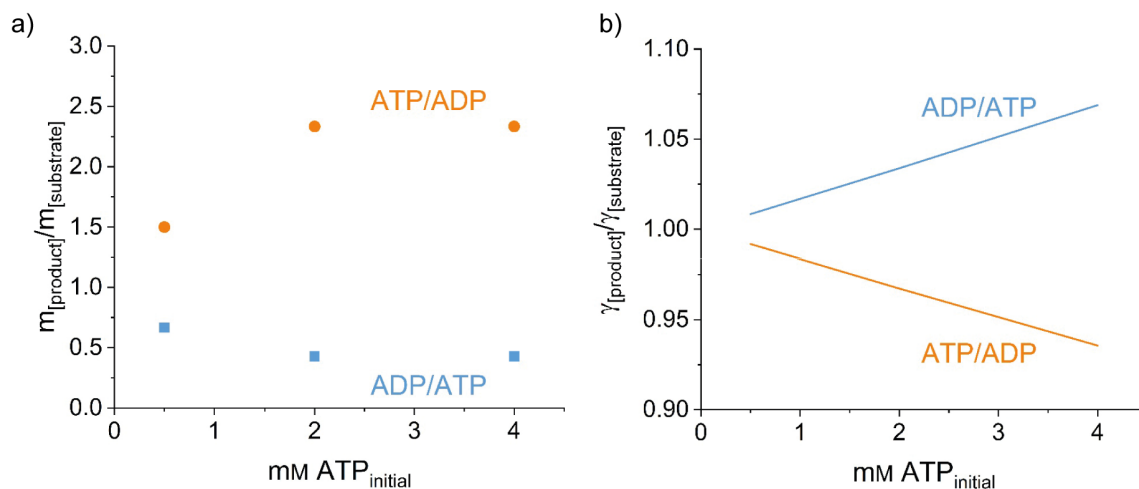 a)
3.0
2.5
2.0
1.5
1.0
0.5
0.0
m[product]/m[substrate]
ATP/ADP
ADP/ATP
0
1
2
3
4
mM ATPinitial
b)
1.10
1.05
1.00
0.95
0.90
γ[product]/γ[substrate]
ADP/ATP
ATP/ADP
0
1
2
3
4
mM ATPinitial